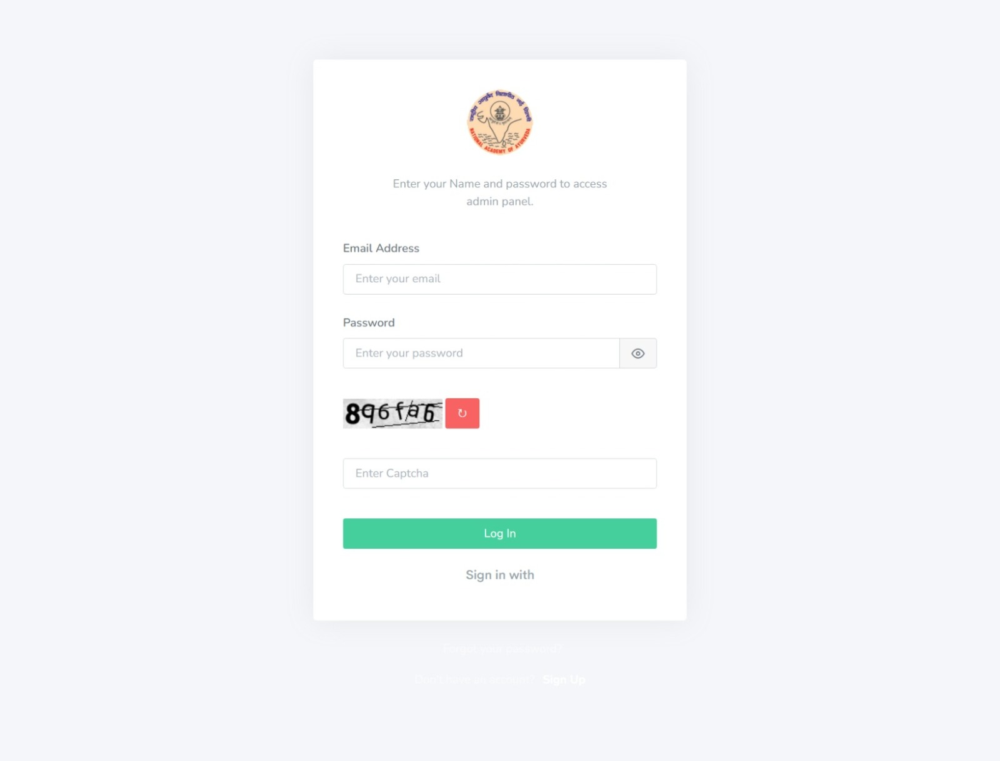 राष्ट्रीय आयुर्वेद विद्यापीठ नई दिल्ली
NATIONAL ACADEMY OF AYURVEDA
Enter your Name and password to access
admin panel.
Email Address
Enter your email
Password
Enter your password
Enter Captcha
Log In
Sign in with
Forgot your password?
Don't have an account? Sign Up